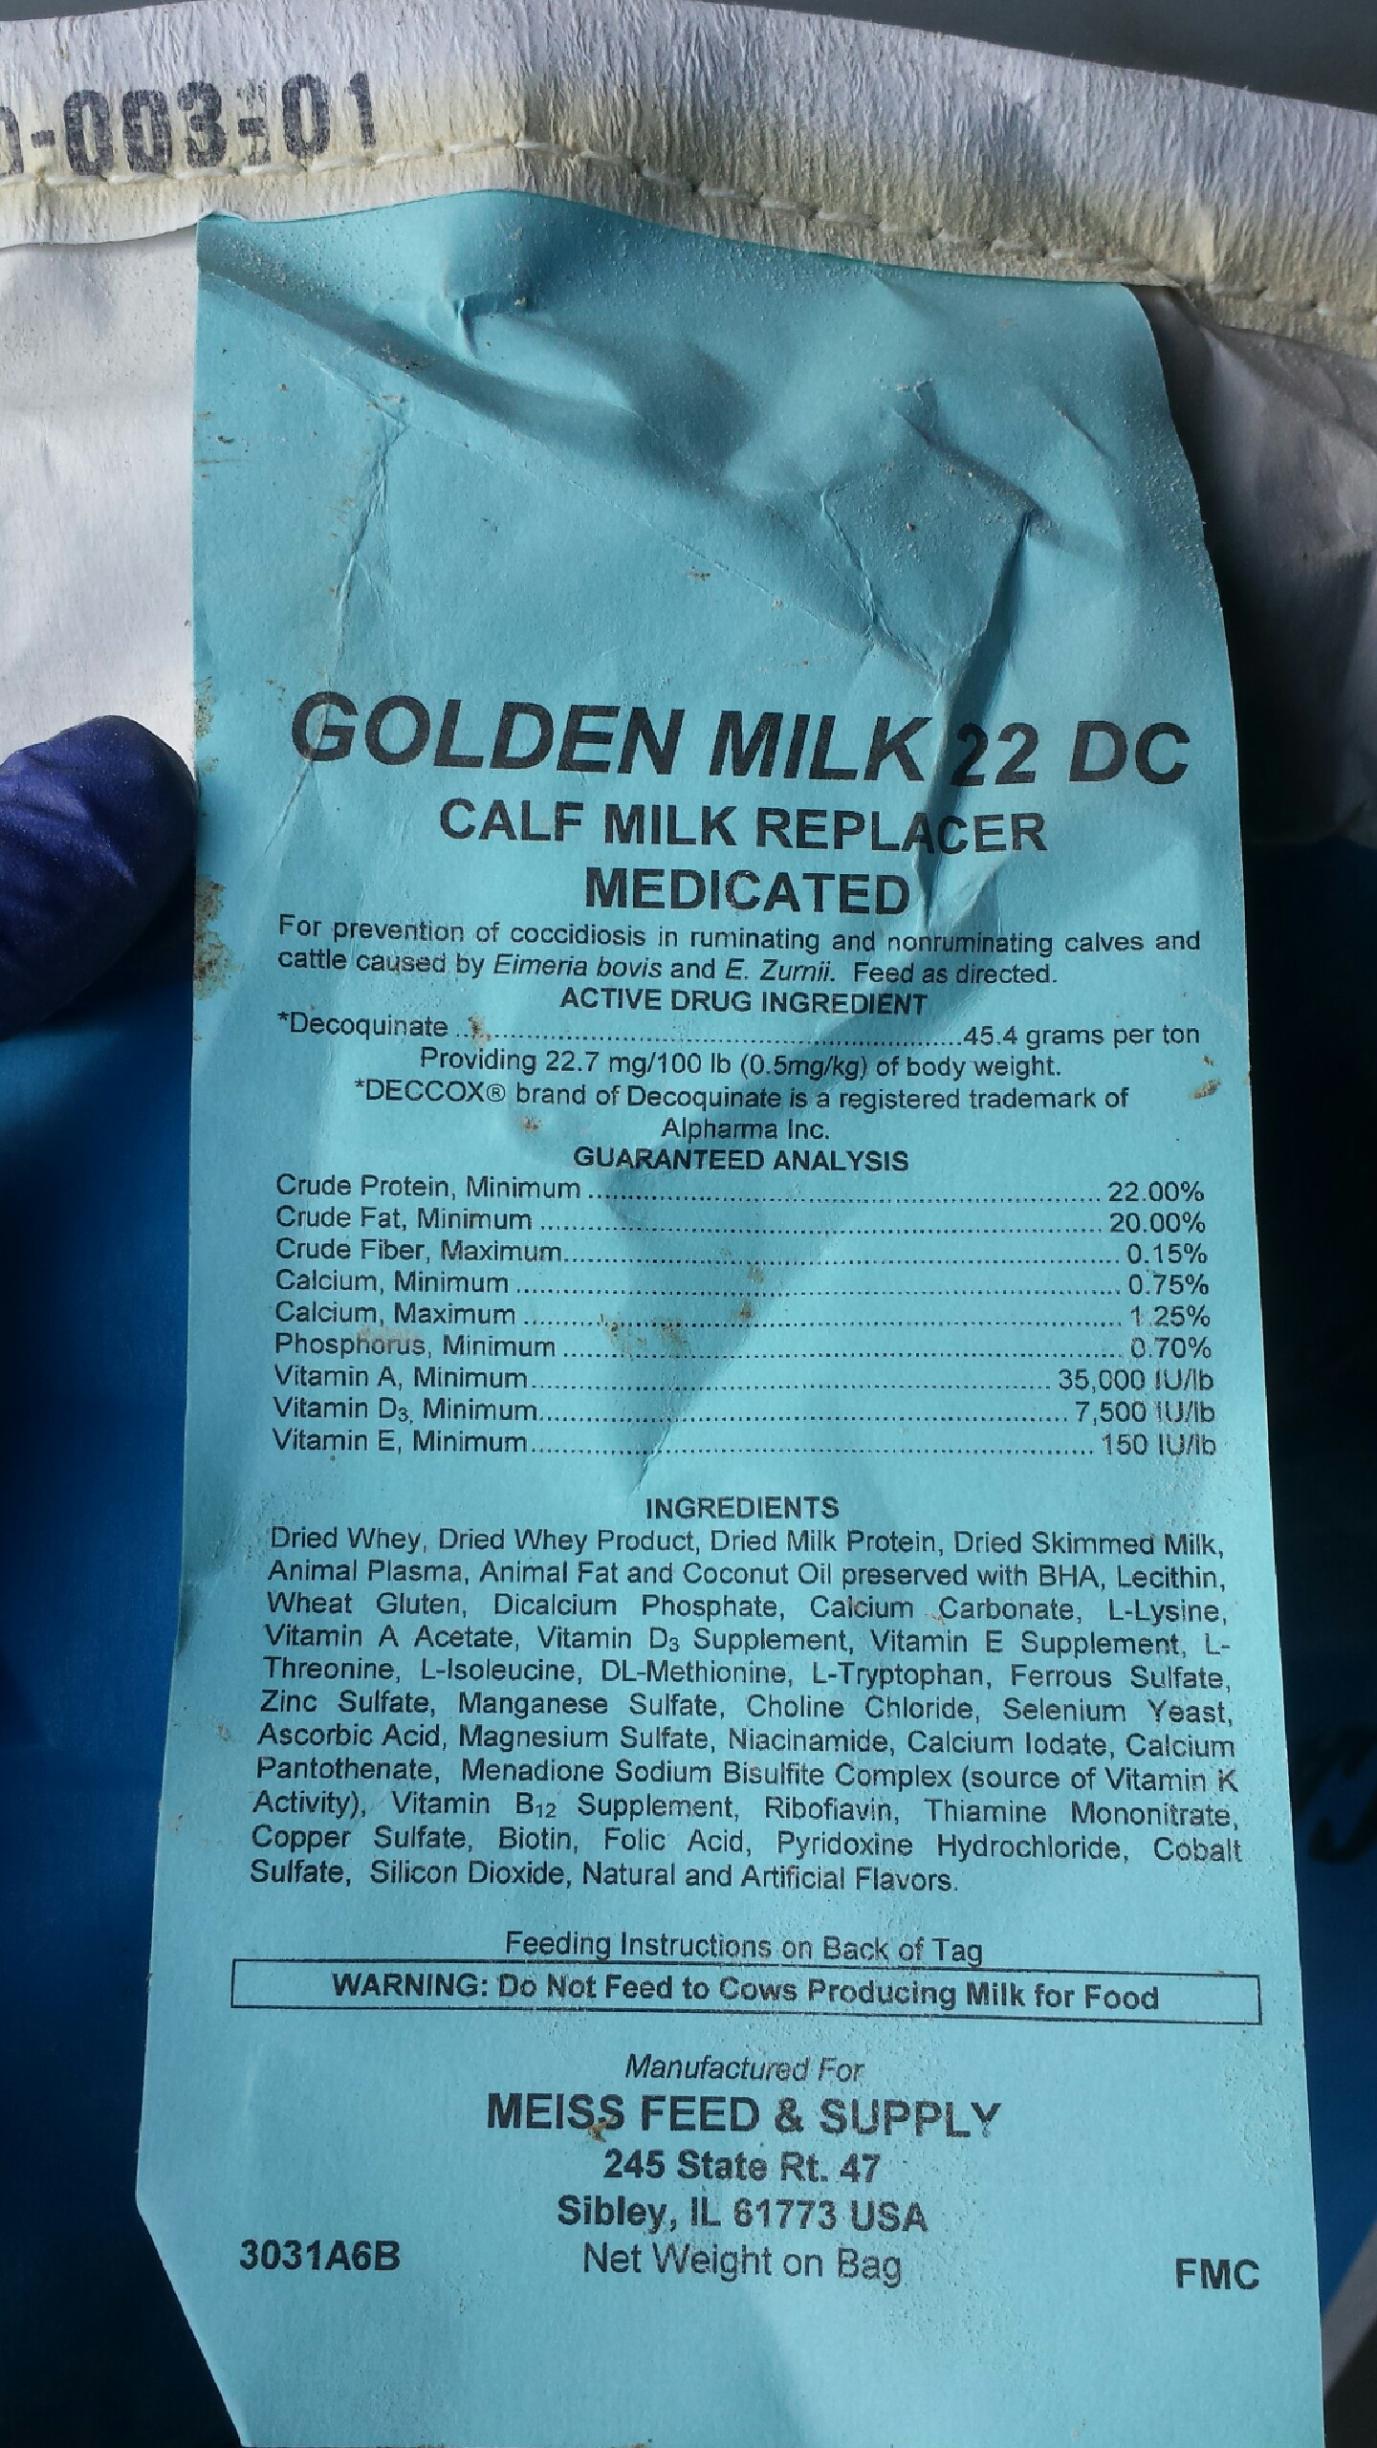 -003-01
GOLDEN MILK 22 DC
CALF MILK REPLACER
MEDICATED
For prevention of coccidiosis in ruminating and nonruminating calves and
cattle caused by Eimeria bovis and E. Zurnii. Feed as directed.
ACTIVE DRUG INGREDIENT
*Decoquinate ........................................45.4 grams per ton
Providing 22.7 mg/100 lb (0.5mg/kg) of body weight.
*DECCOX® brand of Decoquinate is a registered trademark of
Alpharma Inc.
GUARANTEED ANALYSIS
Crude Protein, Minimum ........................................ 22.00%
Crude Fat, Minimum ........................................ 20.00%
Crude Fiber, Maximum........................................ 0.15%
Calcium, Minimum ........................................ 0.75%
Calcium, Maximum ........................................ 1.25%
Phosphorus, Minimum ........................................ 0.70%
Vitamin A, Minimum........................................ 35,000 IU/lb
Vitamin D3, Minimum........................................ 7,500 IU/lb
Vitamin E, Minimum........................................ 150 IU/lb
INGREDIENTS
Dried Whey, Dried Whey Product, Dried Milk Protein, Dried Skimmed Milk,
Animal Plasma, Animal Fat and Coconut Oil preserved with BHA, Lecithin,
Wheat Gluten, Dicalcium Phosphate, Calcium Carbonate, L-Lysine,
Vitamin A Acetate, Vitamin D3 Supplement, Vitamin E Supplement, L-
Threonine, L-Isoleucine, DL-Methionine, L-Tryptophan, Ferrous Sulfate,
Zinc Sulfate, Manganese Sulfate, Choline Chloride, Selenium Yeast,
Ascorbic Acid, Magnesium Sulfate, Niacinamide, Calcium Iodate, Calcium
Pantothenate, Menadione Sodium Bisulfite Complex (source of Vitamin K
Activity), Vitamin B12 Supplement, Riboflavin, Thiamine Mononitrate,
Copper Sulfate, Biotin, Folic Acid, Pyridoxine Hydrochloride, Cobalt
Sulfate, Silicon Dioxide, Natural and Artificial Flavors.
Feeding Instructions on Back of Tag
WARNING: Do Not Feed to Cows Producing Milk for Food
Manufactured For
MEISS FEED & SUPPLY
245 State Rt. 47
Sibley, IL 61773 USA
3031A6B Net Weight on Bag FMC